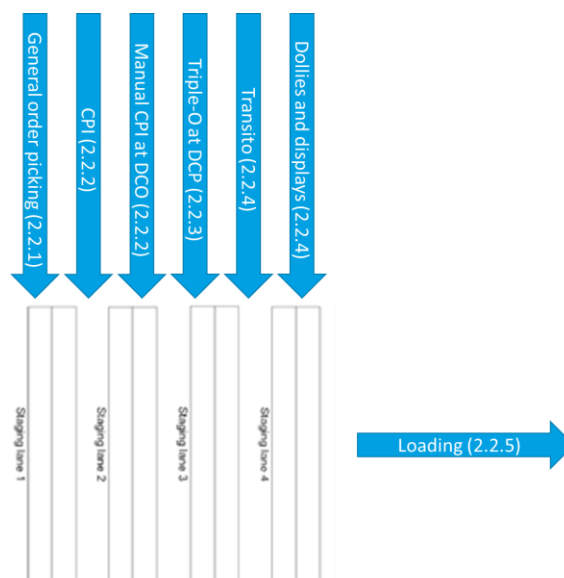 General order picking (2.2.1)
CPI (2.2.2)
Manual CPI at DCO (2.2.2)
Triple-O at DCP (2.2.3)
Transito (2.2.4)
Dollies and displays (2.2.4)
Staging lane 1
Staging lane 2
Staging lane 3
Staging lane 4
Loading (2.2.5)